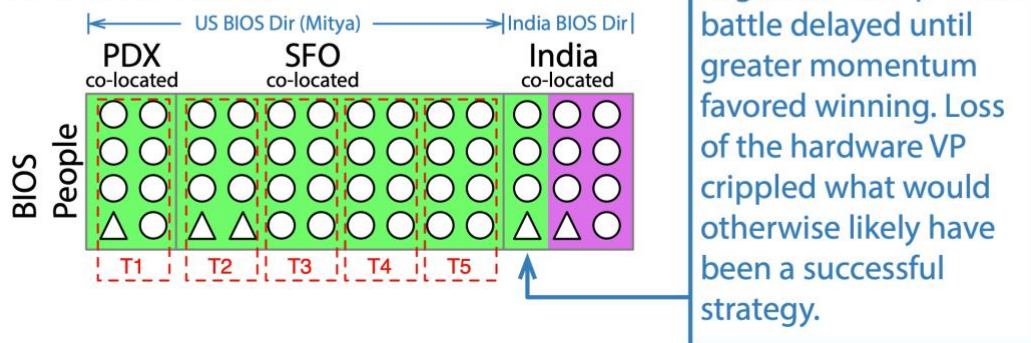 US BIOS Dir (Mitya)
India BIOS Dir
PDX
co-located
SFO
co-located
India
co-located
BIOS
People
T1
T2
T3
T4
T5
battle delayed until
greater momentum
favored winning. Loss
of the hardware VP
crippled what would
otherwise likely have
been a successful
strategy.